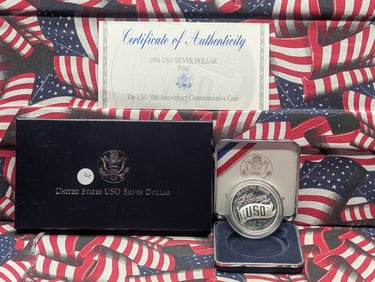 Certificate of Authenticity
1991 USO SILVER DOLLAR
Proof
The USO 50th Anniversary Commemorative Coin
UNITED STATES USO SILVER DOLLAR
USO